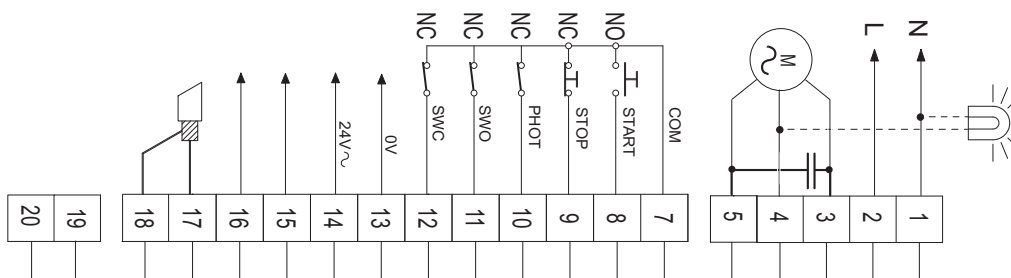 NC NC NC NC NO
L N
M
SWC SWO PHOT STOP START COM
24V~ 0V
20 19 18 17 16 15 14 13 12 11 10 9 8 7 5 4 3 2 1